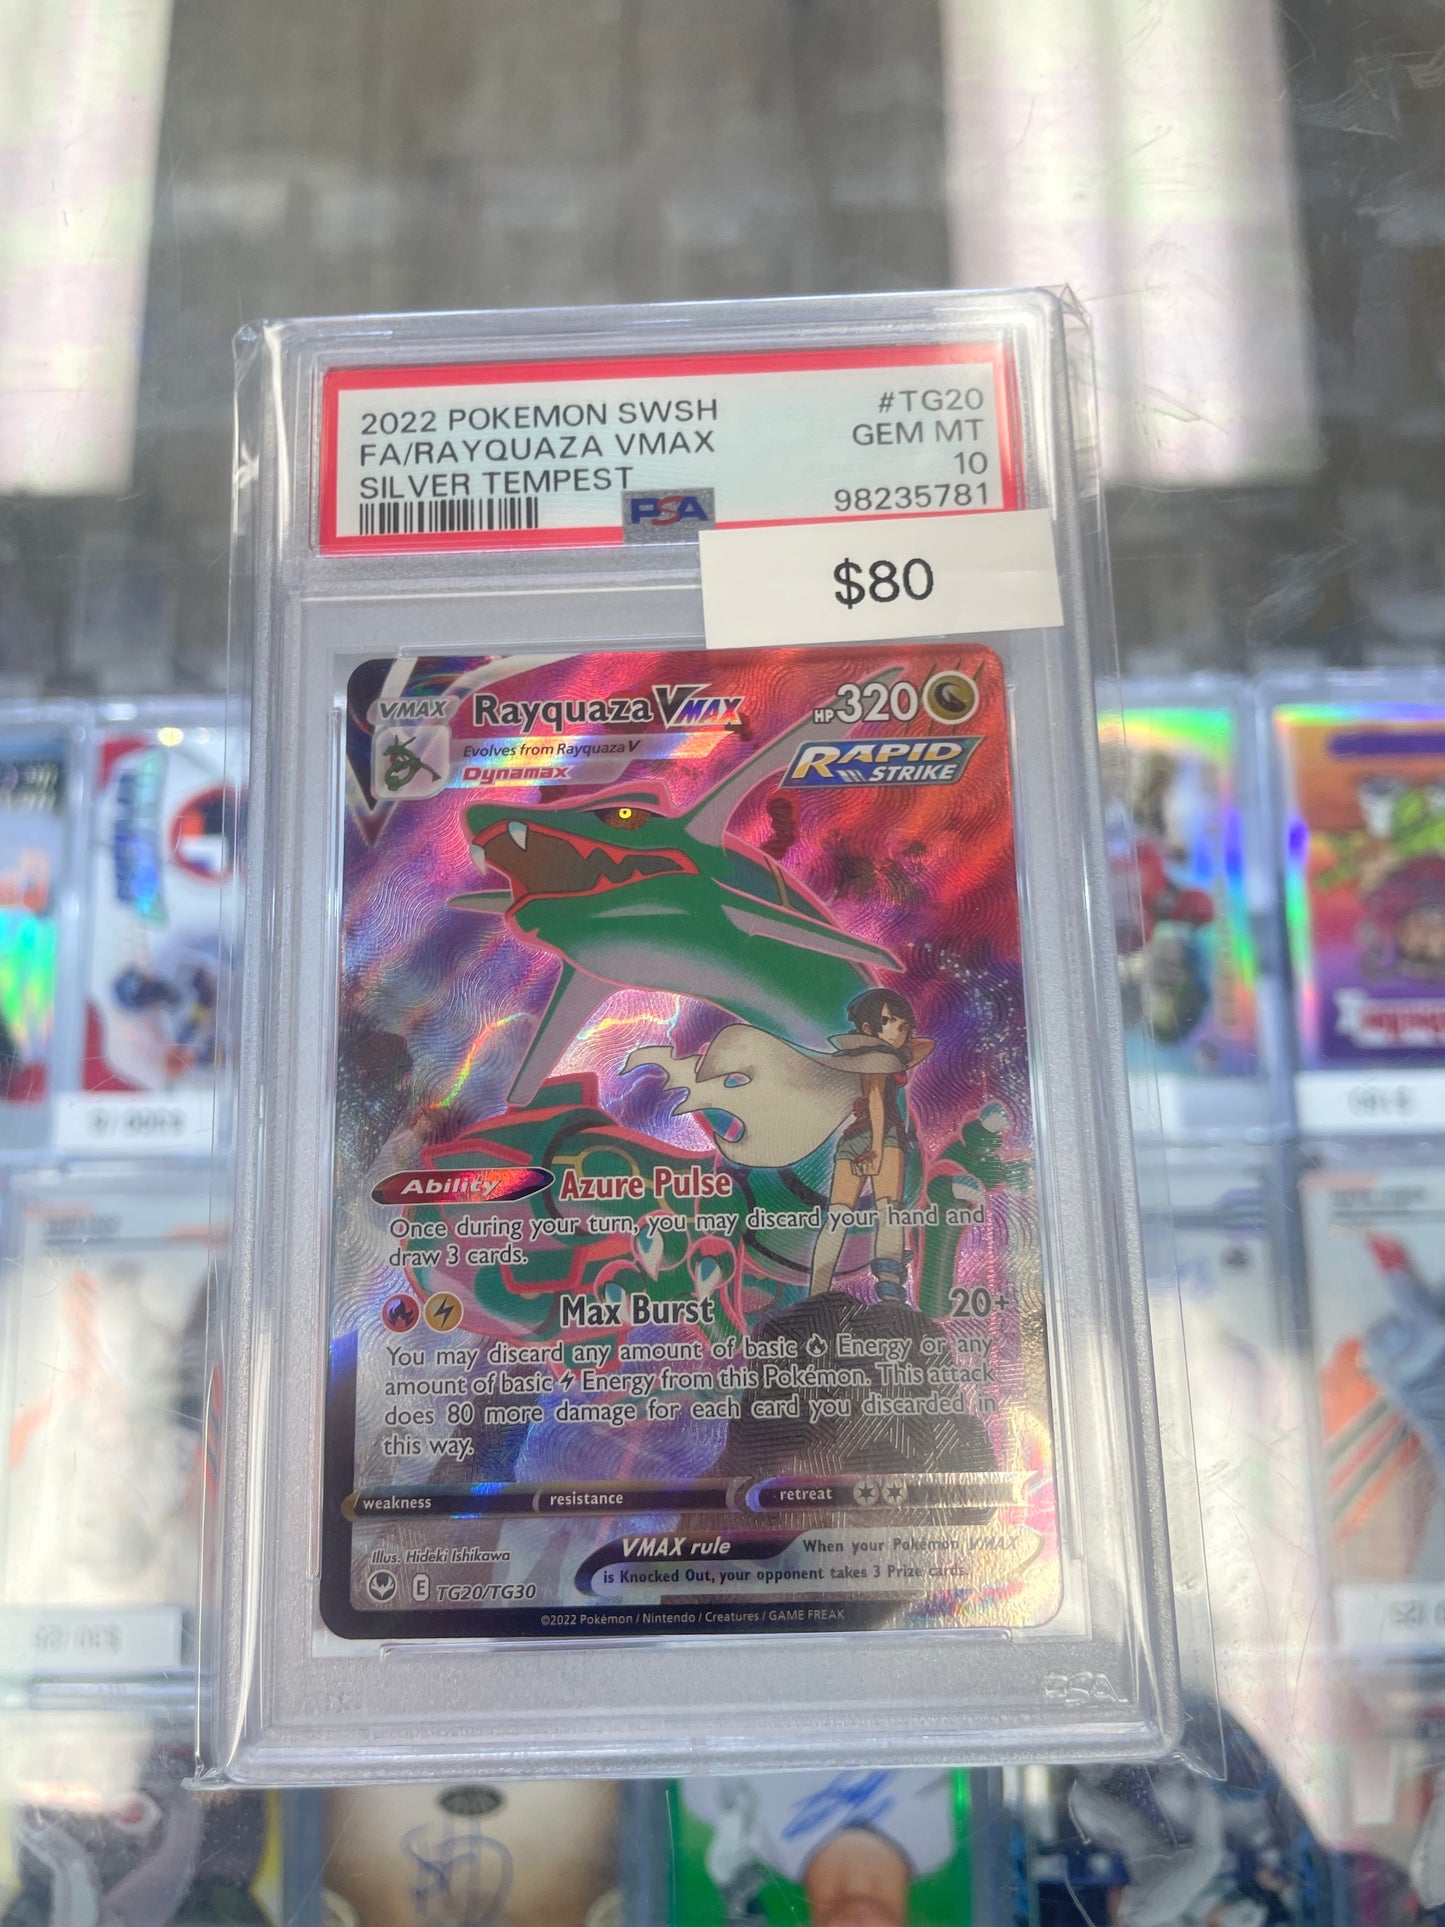 2022 POKEMON SWSH #TG20
FA/RAYQUAZA VMAX GEM MT
SILVER TEMPEST 10
98235781
PSA
$80
VMAX Rayquaza VMAX HP 320
Evolves from Rayquaza V
Dynamax
RAPID
STRIKE
Ability Azure Pulse
Once during your turn, you may discard your hand and
draw 3 cards.
Max Burst 20+
You may discard any amount of basic Energy or any
amount of basic Energy from this Pokémon. This attack
does 80 more damage for each card you discarded in
this way.
weakness resistance retreat
Illus. Hideki Ishikawa
VMAX rule When your Pokémon VMAX
is Knocked Out, your opponent takes 3 Prize cards.
E TG20/TG30
©2022 Pokémon / Nintendo / Creatures / GAME FREAK
PSA